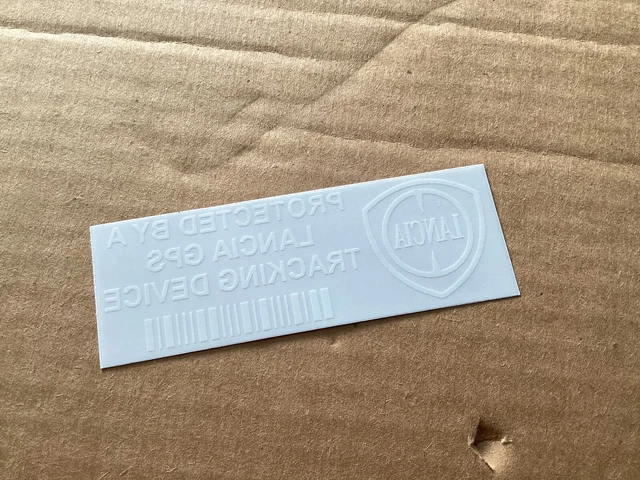 PROTECTED BY A
LANCIA GPS
TRACKING DEVICE
LANCIA